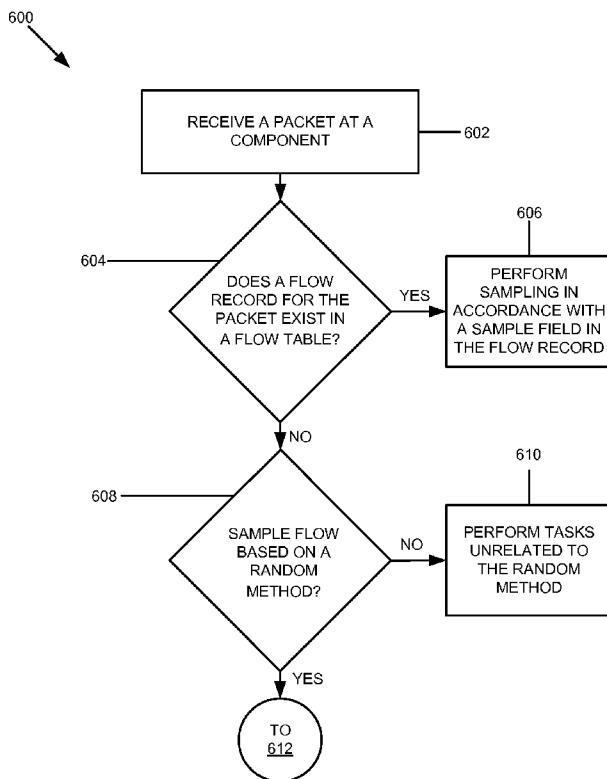 600
RECEIVE A PACKET AT A
COMPONENT
602
604
DOES A FLOW
RECORD FOR THE
PACKET EXIST IN
A FLOW TABLE?
YES
606
PERFORM
SAMPLING IN
ACCORDANCE WITH
A SAMPLE FIELD IN
THE FLOW RECORD
NO
608
SAMPLE FLOW
BASED ON A
RANDOM
METHOD?
NO
610
PERFORM TASKS
UNRELATED TO
THE RANDOM
METHOD
YES
TO
612